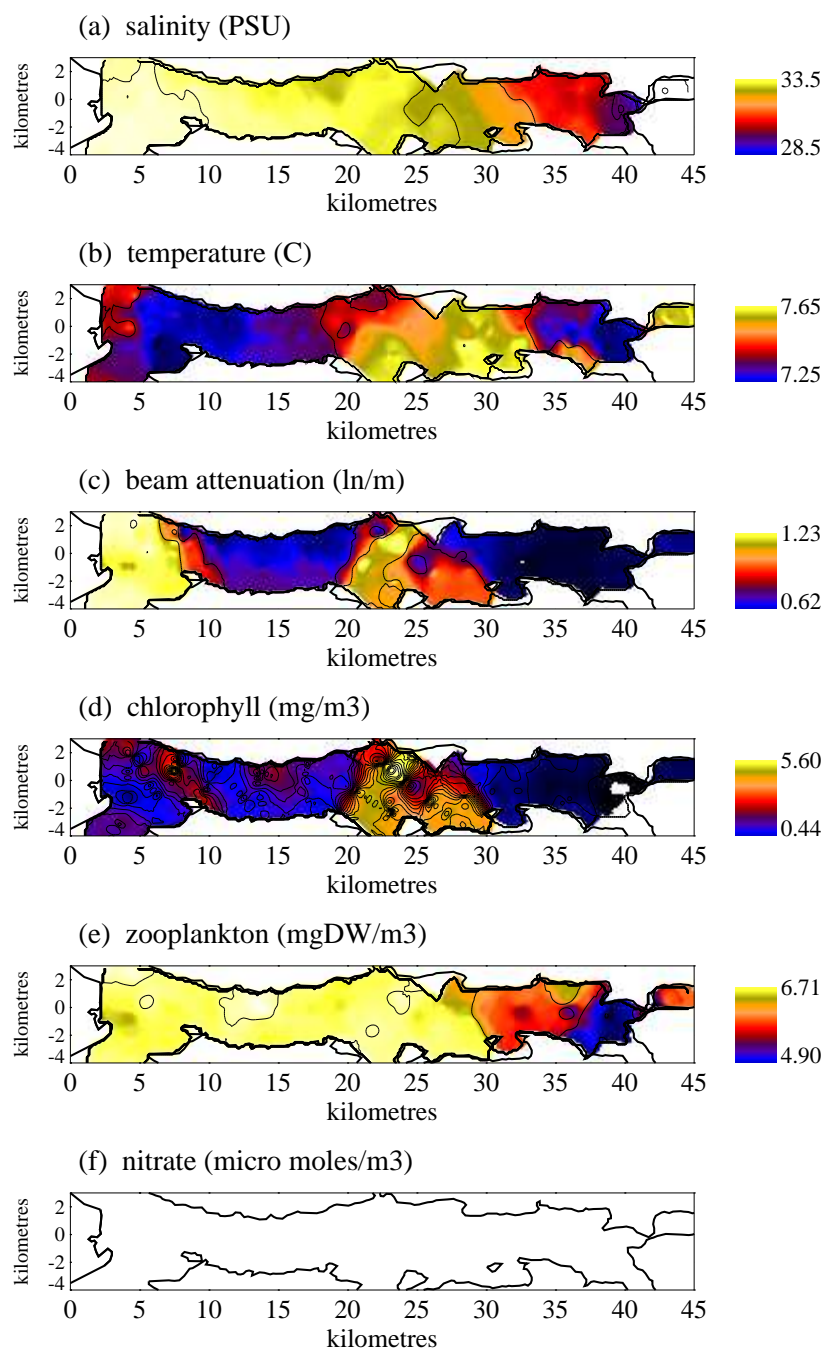 (a) salinity (PSU)
kilometres
2
0
-2
-4
0 5 10 15 20 25 30 35 40 45
kilometres
33.5
28.5
(b) temperature (C)
kilometres
2
0
-2
-4
0 5 10 15 20 25 30 35 40 45
kilometres
7.65
7.25
(c) beam attenuation (ln/m)
kilometres
2
0
-2
-4
0 5 10 15 20 25 30 35 40 45
kilometres
1.23
0.62
(d) chlorophyll (mg/m3)
kilometres
2
0
-2
-4
0 5 10 15 20 25 30 35 40 45
kilometres
5.60
0.44
(e) zooplankton (mgDW/m3)
kilometres
2
0
-2
-4
0 5 10 15 20 25 30 35 40 45
kilometres
6.71
4.90
(f) nitrate (micro moles/m3)
kilometres
2
0
-2
-4
0 5 10 15 20 25 30 35 40 45
kilometres